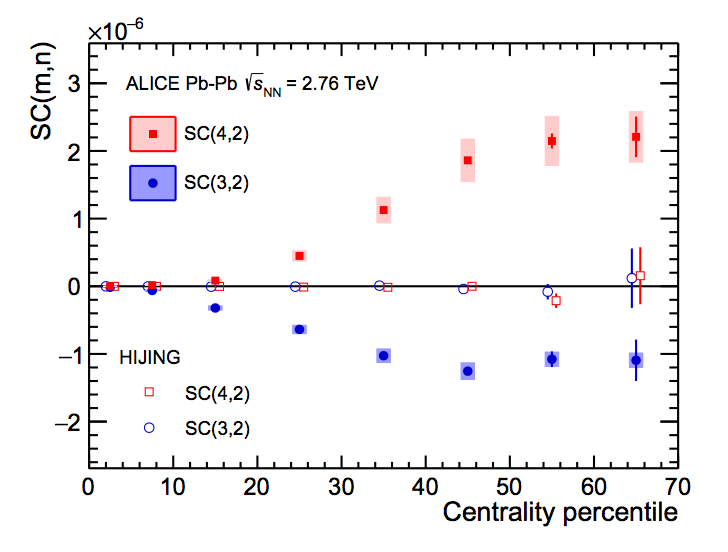 ×10⁻⁶
SC(m,n)
ALICE Pb-Pb √s_NN = 2.76 TeV
SC(4,2)
SC(3,2)
HIJING
SC(4,2)
SC(3,2)
3
2
1
0
−1
−2
0 10 20 30 40 50 60 70
Centrality percentile